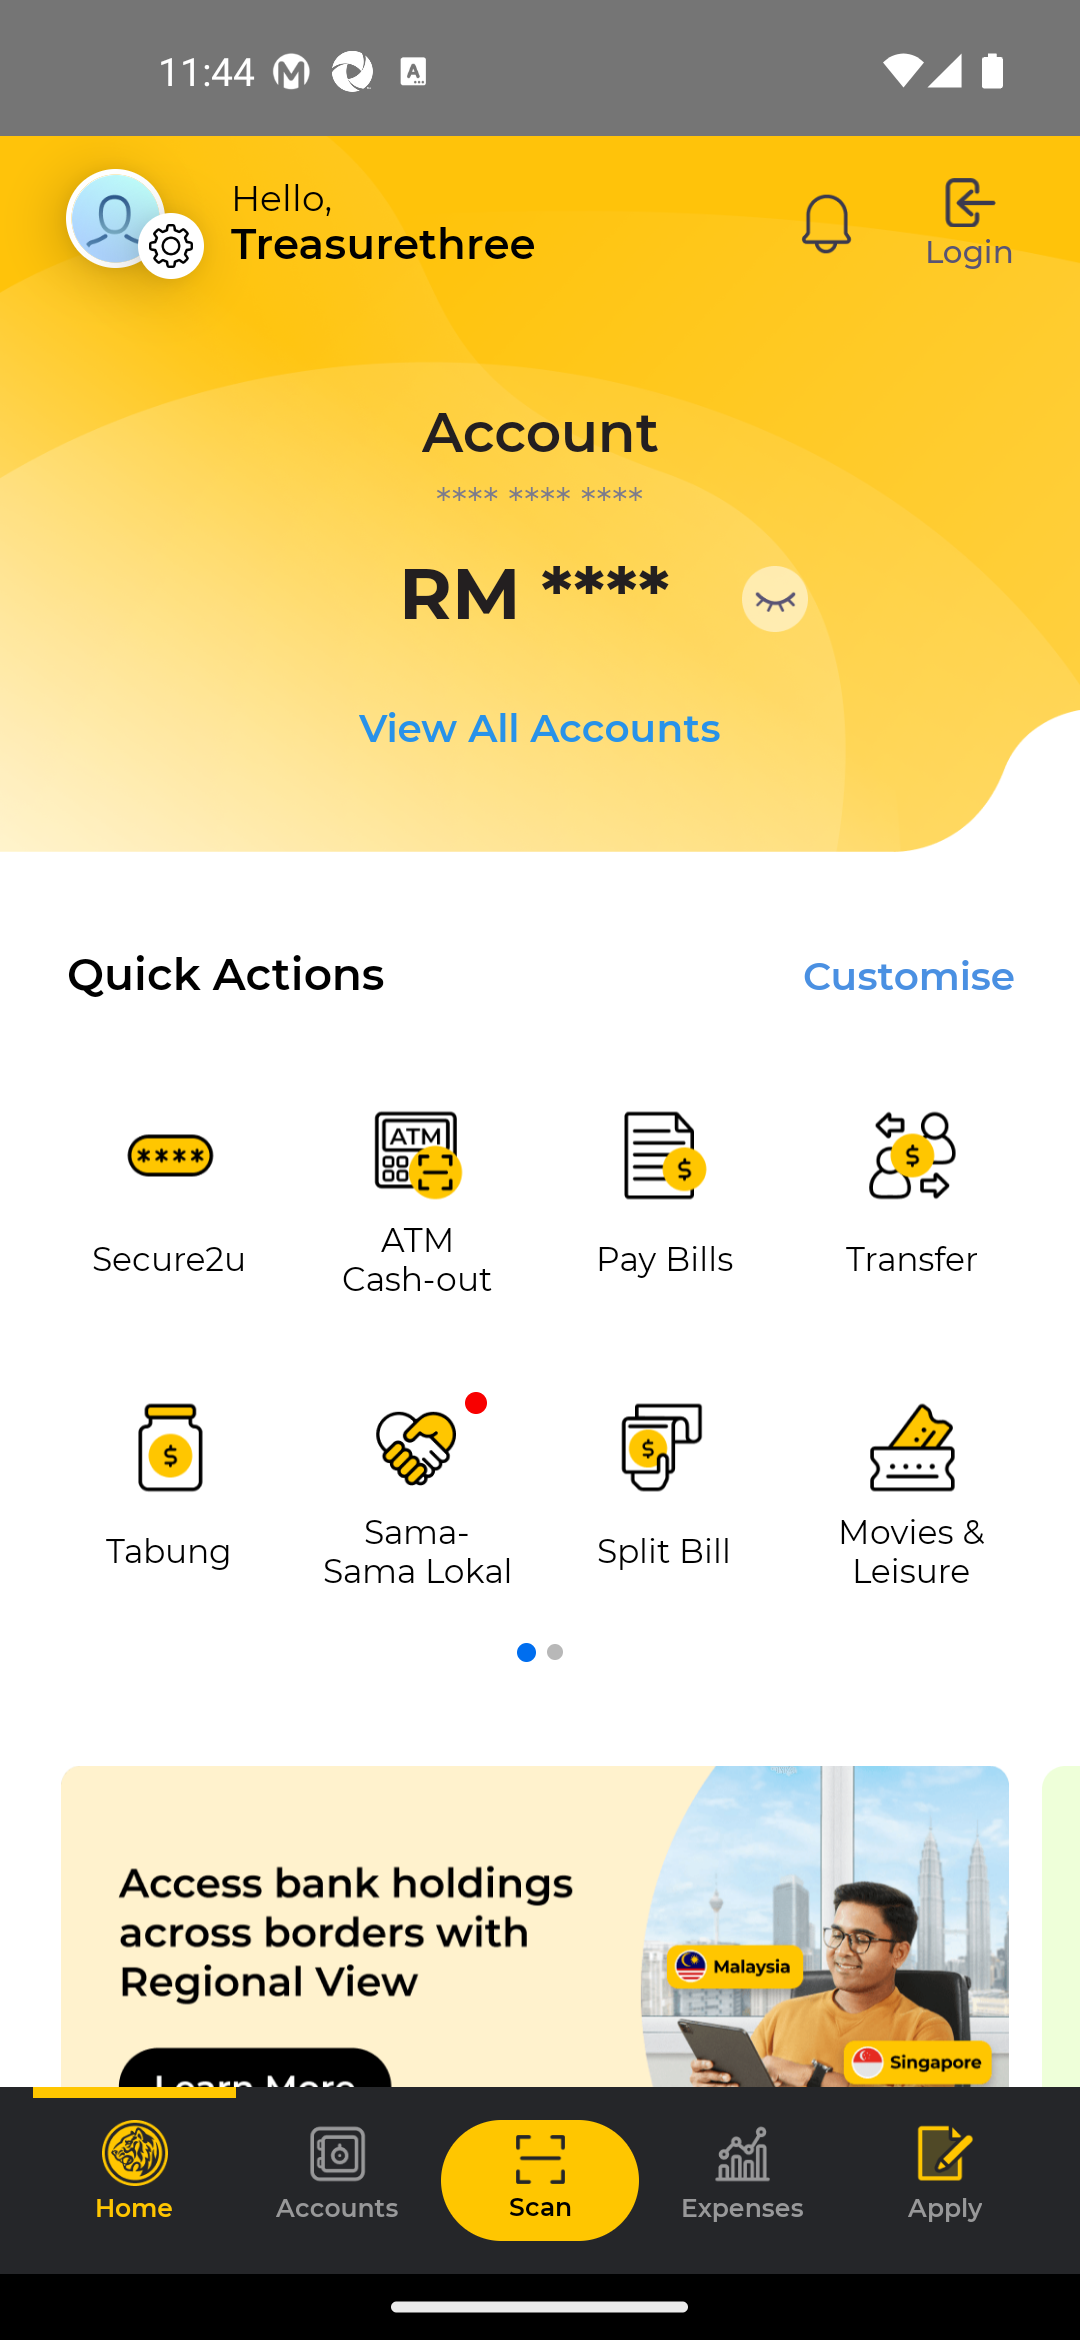 11:44
Hello,
Treasurethree
Login
Account
**** **** ****
RM ****
View All Accounts
Quick Actions
Customise
****
ATM
$
$
Secure2u
ATM
Cash-out
Pay Bills
Transfer
$
$
Tabung
Sama-
Sama Lokal
Split Bill
Movies &
Leisure
Access bank holdings
across borders with
Regional View
Malaysia
Singapore
Learn More
Home
Accounts
Scan
Expenses
Apply